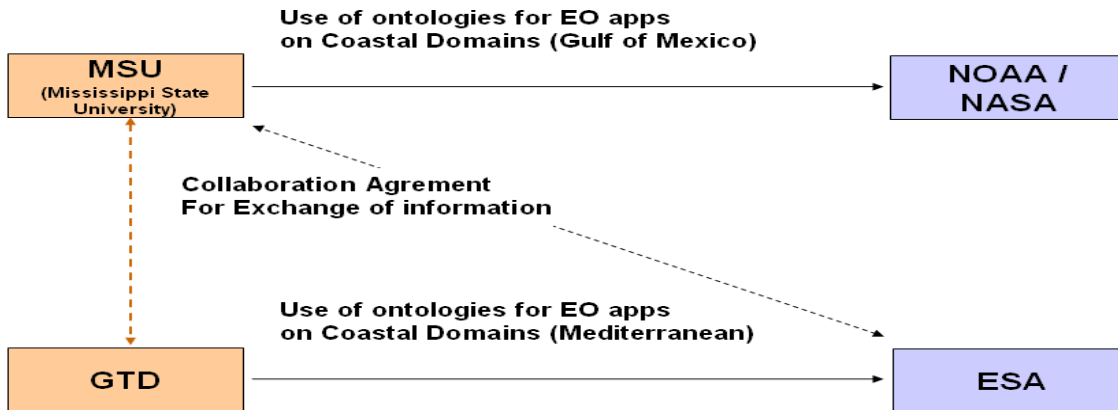 Use of ontologies for EO apps
on Coastal Domains (Gulf of Mexico)
MSU
(Mississippi State
University)
NOAA /
NASA
Collaboration Agrement
For Exchange of information
Use of ontologies for EO apps
on Coastal Domains (Mediterranean)
GTD
ESA